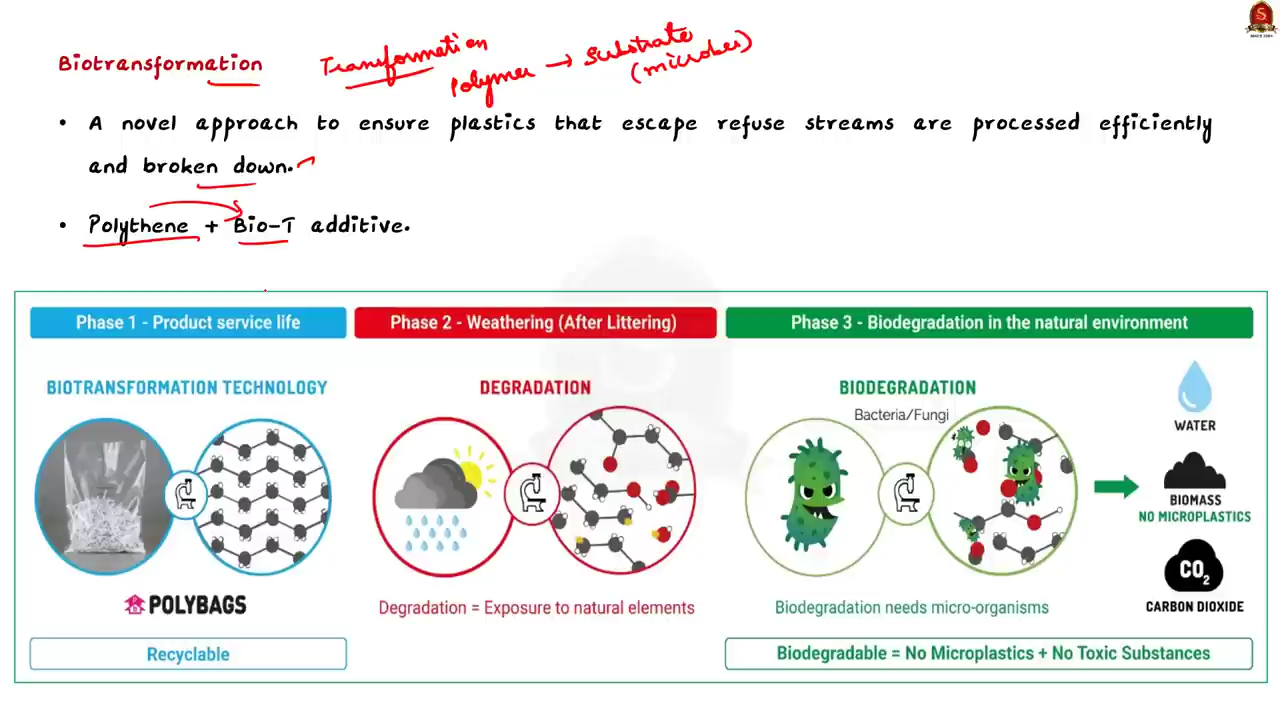 Biotransformation
Transformation
Polymer → Substrate
(microbes)
• A novel approach to ensure plastics that escape refuse streams are processed efficiently
and broken down.
• Polythene + Bio-T additive.
Phase 1 - Product service life
BIOTRANSFORMATION TECHNOLOGY
POLYBAGS
Recyclable
Phase 2 - Weathering (After Littering)
DEGRADATION
Degradation = Exposure to natural elements
Phase 3 - Biodegradation in the natural environment
BIODEGRADATION
Bacteria/Fungi
Biodegradation needs micro-organisms
WATER
BIOMASS
NO MICROPLASTICS
CO2
CARBON DIOXIDE
Biodegradable = No Microplastics + No Toxic Substances